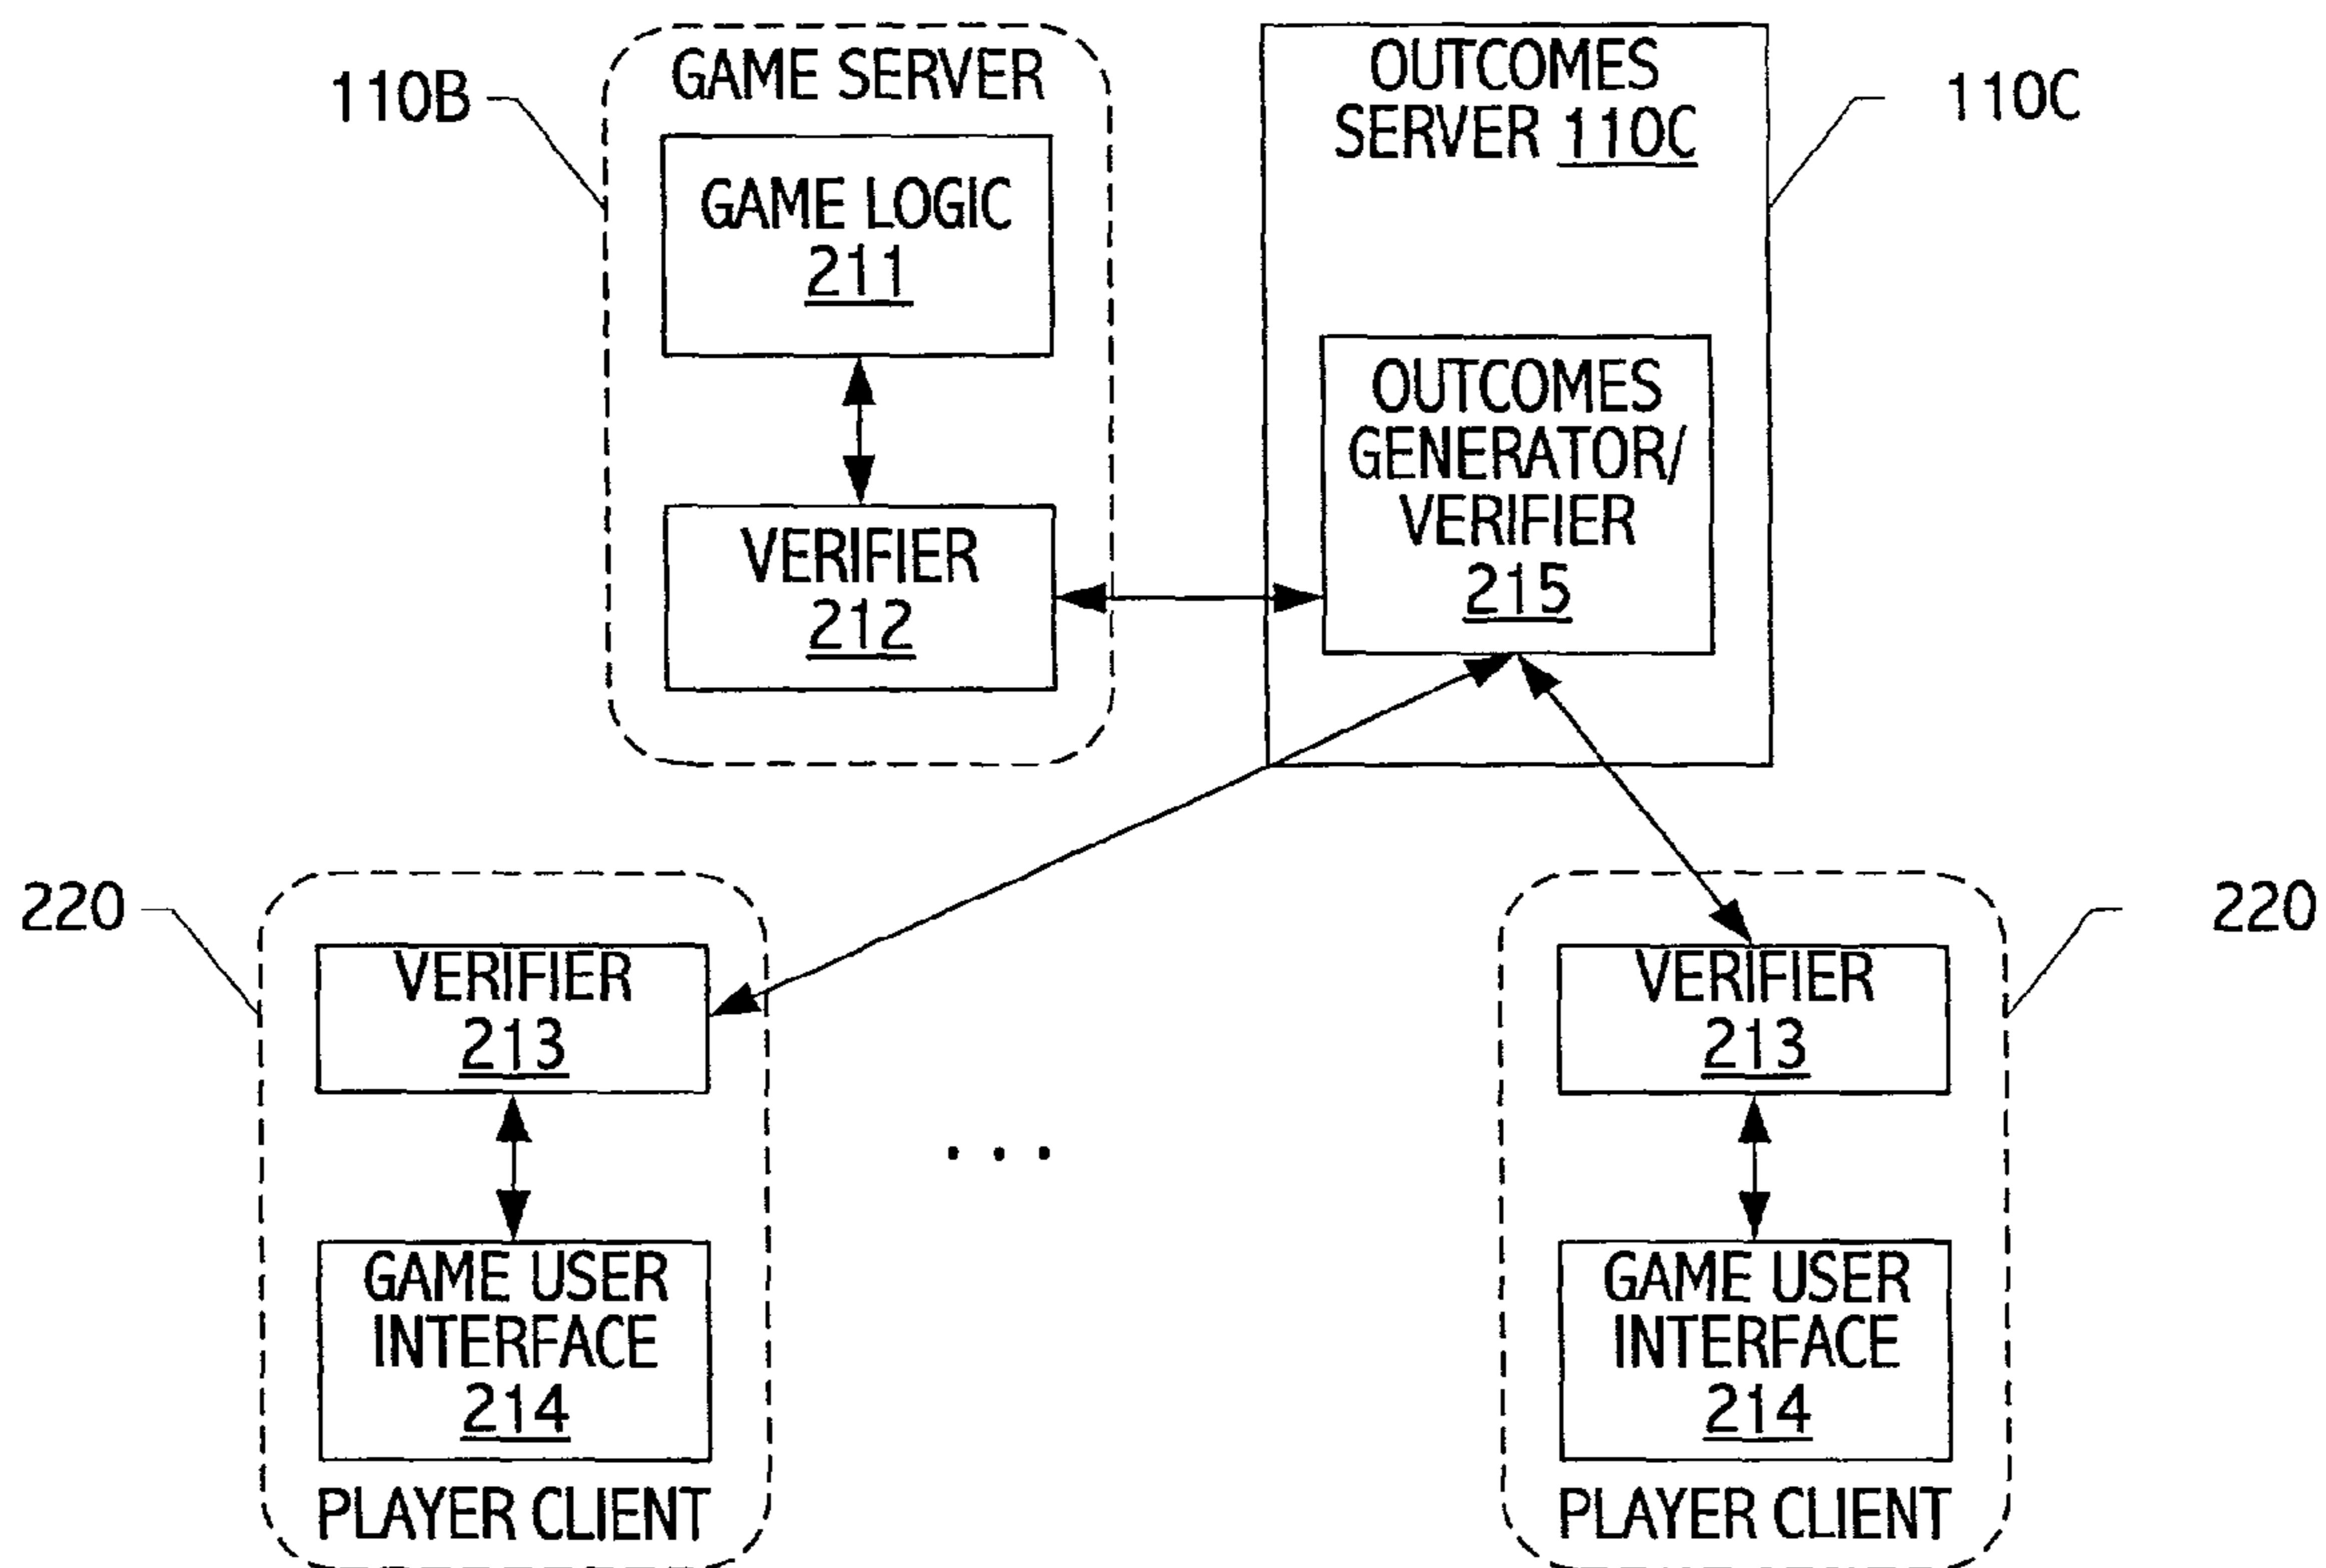 110B
GAME SERVER
GAME LOGIC
211
VERIFIER
212
OUTCOMES
SERVER 110C
110C
OUTCOMES
GENERATOR/
VERIFIER
215
220
VERIFIER
213
GAME USER
INTERFACE
214
PLAYER CLIENT
...
220
VERIFIER
213
GAME USER
INTERFACE
214
PLAYER CLIENT